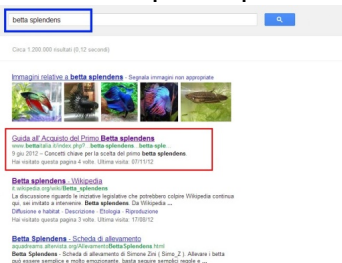 betta splendens
Circa 1.200.000 risultati (0,12 secondi)
Immagini relative a betta splendens - Segnala immagini non appropriate
Guida all' Acquisto del Primo Betta splendens
www.bettaitalia.it/index.php?...betta-splendens...betta-sple...
9 giu 2012 – Concetti chiave per la scelta del primo betta splendens.
Hai visitato questa pagina 4 volte. Ultima visita: 07/11/12
Betta splendens - Wikipedia
it.wikipedia.org/wiki/Betta_splendens
La discussione riguardo le iniziative legislative che potrebbero colpire Wikipedia continua
qui, sei invitato a intervenire. Betta splendens. Da Wikipedia ...
Diffusione e habitat - Descrizione - Etologia - Riproduzione
Hai visitato questa pagina 3 volte. Ultima visita: 17/08/12
Betta Splendens - Scheda di allevamento
aquadreams.altervista.org/Allevamento/BettaSplendens.html
Betta Splendens - Scheda di allevamento di Simone Zini ( Simo_Z ). Allevare i betta
può essere semplice e molto emozionante, basta seguire semplici regole e ...